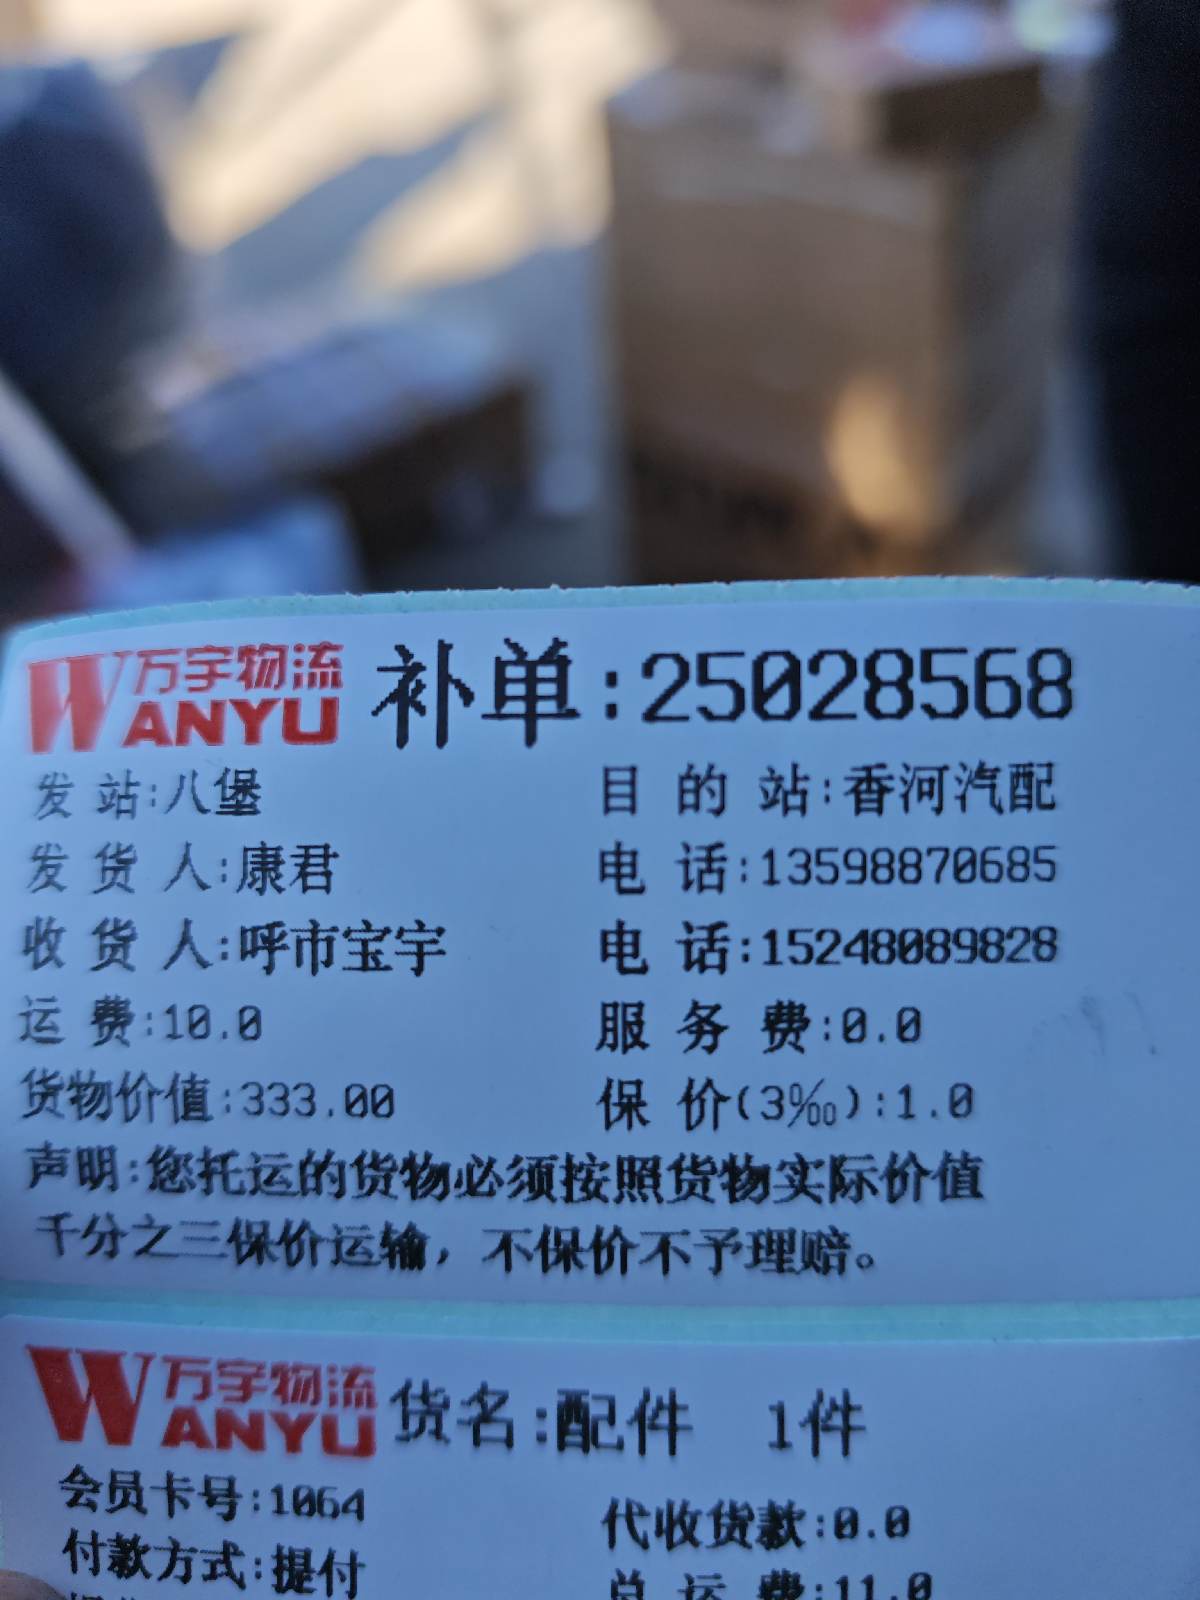 万宇物流 WANYU 补单:25028568
发站:八堡 目的站:香河汽配
发货人:康君 电话:13598870685
收货人:呼市宝宇 电话:15248089828
运费:10.0 服务费:0.0
货物价值:333.00 保价(3‰):1.0
声明:您托运的货物必须按照货物实际价值
千分之三保价运输，不保价不予理赔。
万宇物流 WANYU 货名:配件 1件
会员卡号:1064 代收货款:0.0
付款方式:提付 总运费:11.0